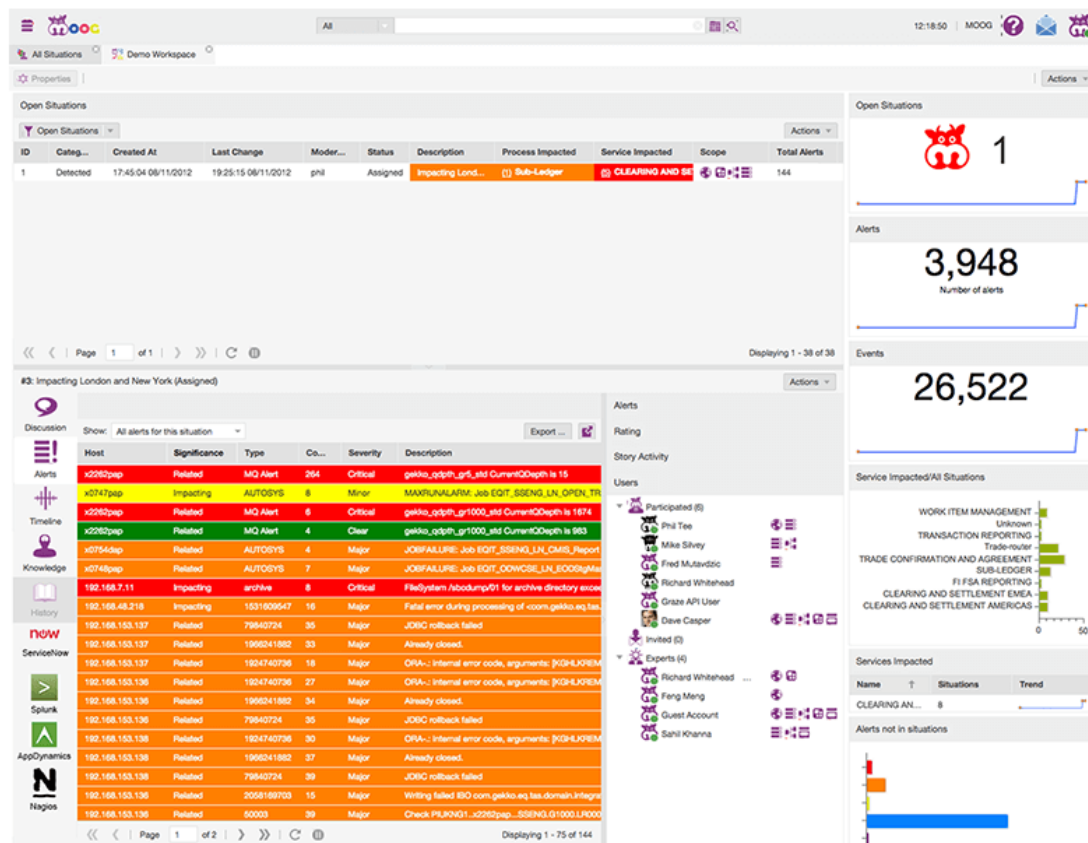 MOOG
All
12:18:50 MOOG
All Situations Demo Workspace
Properties Actions
Open Situations
Open Situations Actions
ID Categ... Created At Last Change Moder... Status Description Process Impacted Service Impacted Scope Total Alerts
1 Detected 17:45:04 08/11/2012 19:25:15 08/11/2012 phil Assigned Impacting Lond... (1) Sub-Ledger (5) CLEARING AND SE 144
Page 1 of 1 Displaying 1 - 38 of 38
#3: Impacting London and New York (Assigned) Actions
Discussion
Alerts
Timeline
Knowledge
History
now
ServiceNow
Splunk
AppDynamics
N
Nagios
Show: All alerts for this situation Export ...
Host Significance Type Co... Severity Description
x2262pap Related MQ Alert 264 Critical gekko_qdpth_gr5_std CurrentQDepth is 15
x0747pap Impacting AUTOSYS 8 Minor MAXRUNALARM: Job EQIT_SSENG_LN_OPEN_TR
x2262pap Related MQ Alert 6 Critical gekko_qdpth_gr1000_std CurrentQDepth is 1674
x2262pap Related MQ Alert 4 Clear gekko_qdpth_gr1000_std CurrentQDepth is 983
x0754dap Related AUTOSYS 4 Major JOBFAILURE: Job EQIT_SSENG_LN_CMIS_Report
x0748pap Related AUTOSYS 7 Major JOBFAILURE: Job EQIT_ODWCSE_LN_EODStgMa
192.168.7.11 Impacting archive 8 Critical FileSystem /sbcdump/01 for archive directory excee
192.168.48.218 Impacting 1531609547 16 Major Fatal error during processing of <com.gekko.eq.tas.
192.168.153.137 Related 79840724 35 Major JDBC rollback failed
192.168.153.137 Related 1966241882 33 Major Already closed.
192.168.153.137 Related 1924740736 18 Major ORA-.: internal error code, arguments: [KGHLKREM
192.168.153.136 Related 1924740736 27 Major ORA-.: internal error code, arguments: [KGHLKREM
192.168.153.136 Related 1966241882 34 Major Already closed.
192.168.153.136 Related 79840724 35 Major JDBC rollback failed
192.168.153.138 Related 1924740736 30 Major ORA-.: internal error code, arguments: [KGHLKREM
192.168.153.138 Related 1966241882 37 Major Already closed.
192.168.153.138 Related 79840724 39 Major JDBC rollback failed
192.168.153.136 Related 2058169703 15 Major Writing failed IBO com.gekko.eq.tas.domain.integra
192.168.153.136 Related 50003 39 Major Check PIUKNG1..x2262pap...SSENG.G1000.LR000
Page 1 of 2 Displaying 1 - 75 of 144
Alerts
Rating
Story Activity
Users
Participated (6)
Phil Tee
Mike Silvey
Fred Mutavdzic
Richard Whitehead
Graze API User
Dave Casper
Invited (0)
Experts (4)
Richard Whitehead ...
Feng Meng
Guest Account
Sahil Khanna
Open Situations
1
Alerts
3,948
Number of alerts
Events
26,522
Service Impacted/All Situations
WORK ITEM MANAGEMENT
Unknown
TRANSACTION REPORTING
Trade-router
TRADE CONFIRMATION AND AGREEMENT
SUB-LEDGER
FI FSA REPORTING
CLEARING AND SETTLEMENT EMEA
CLEARING AND SETTLEMENT AMERICAS
0 50
Services Impacted
Name Situations Trend
CLEARING AN... 8
Alerts not in situations